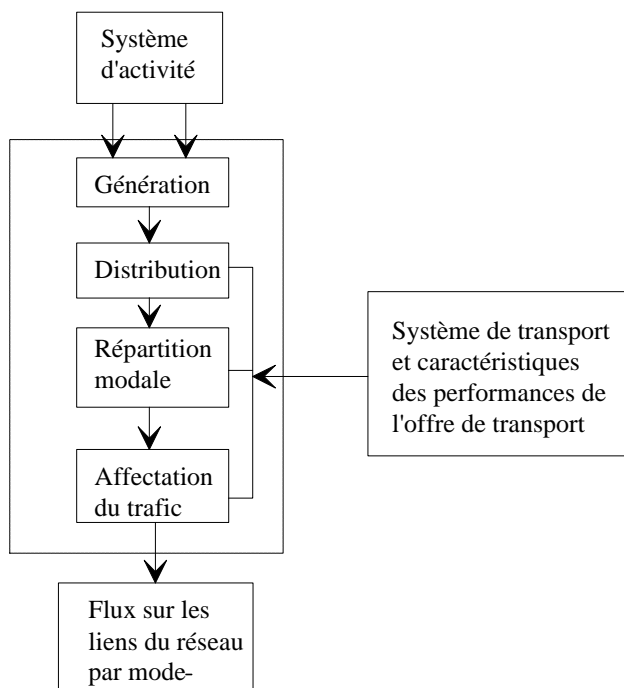 Système
d'activité
Génération
Distribution
Répartition
modale
Affectation
du trafic
Système de transport
et caractéristiques
des performances de
l'offre de transport
Flux sur les
liens du réseau
par mode-